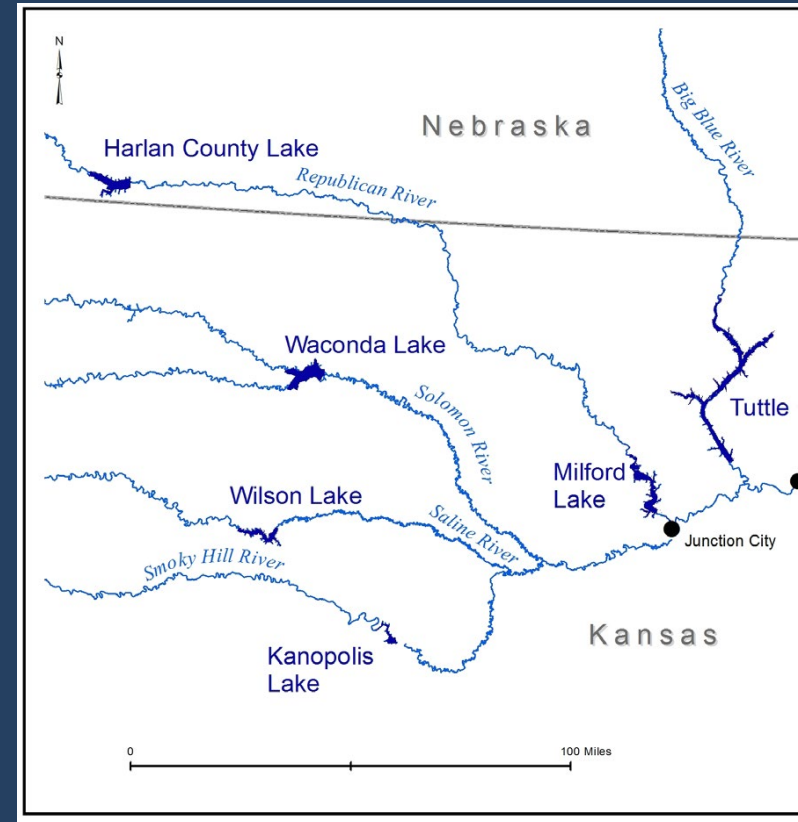 N
Nebraska
Big Blue River
Harlan County Lake
Republican River
Waconda Lake
Solomon River
Tuttle
Milford
Lake
Wilson Lake
Saline River
Junction City
Smoky Hill River
Kansas
Kanopolis
Lake
0
100 Miles